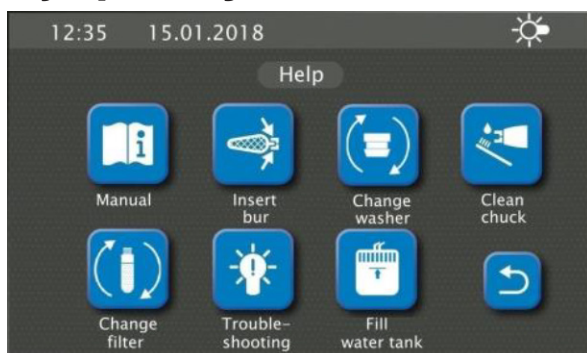 12:35 15.01.2018
Help
Manual
Insert
bur
Change
washer
Clean
chuck
Change
filter
Trouble-
shooting
Fill
water tank